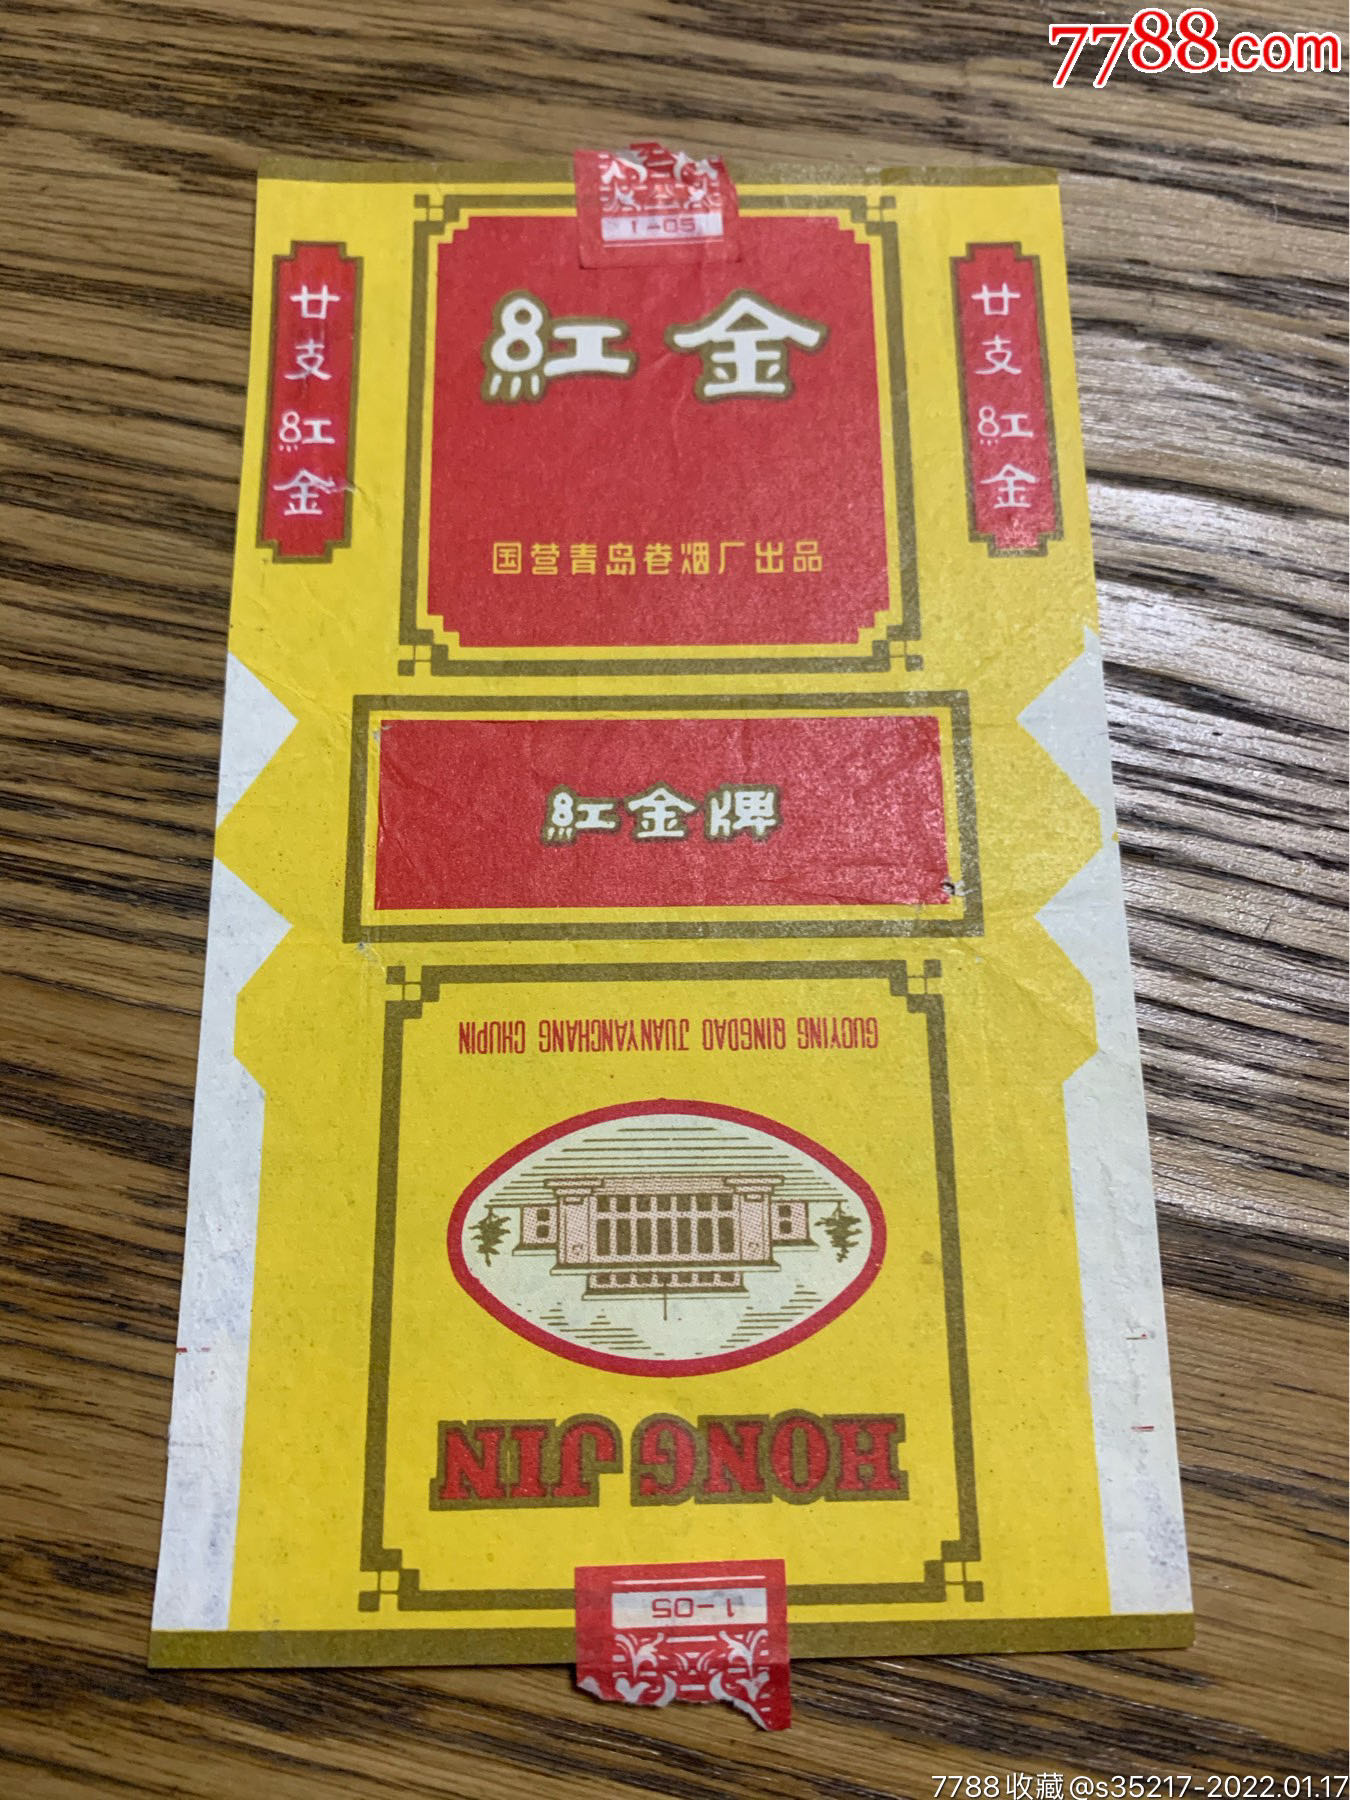 7788.com
1-05
廿支紅金
紅金
廿支紅金
国营青岛卷烟厂出品
紅金牌
GUOYING QINGDAO JUANYANCHANG CHUPIN
HONG JIN
1-05
7788收藏@s35217-2022.01.17